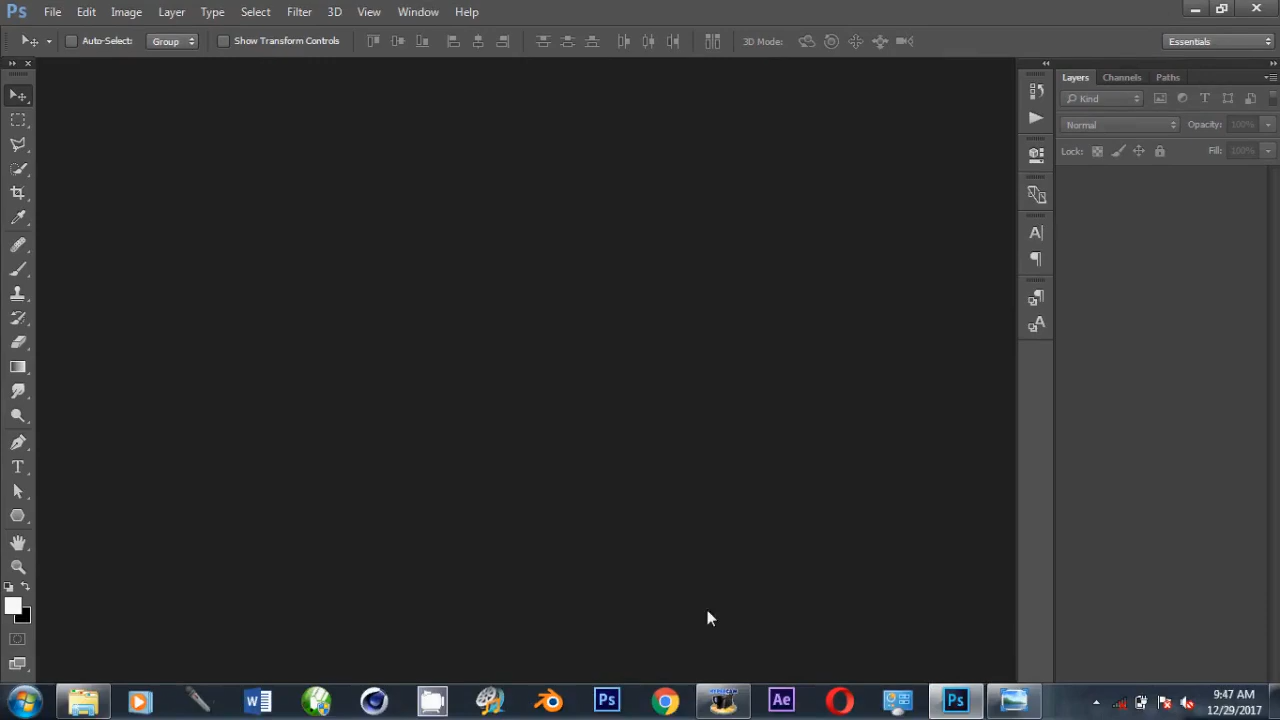 Ps File Edit Image Layer Type Select Filter 3D View Window Help
Auto-Select: Group Show Transform Controls 3D Mode: Essentials
Layers Channels Paths
Kind T
Normal Opacity: 100%
Lock: Fill: 100%
A
T
W Ps Ae Ps
9:47 AM
12/29/2017